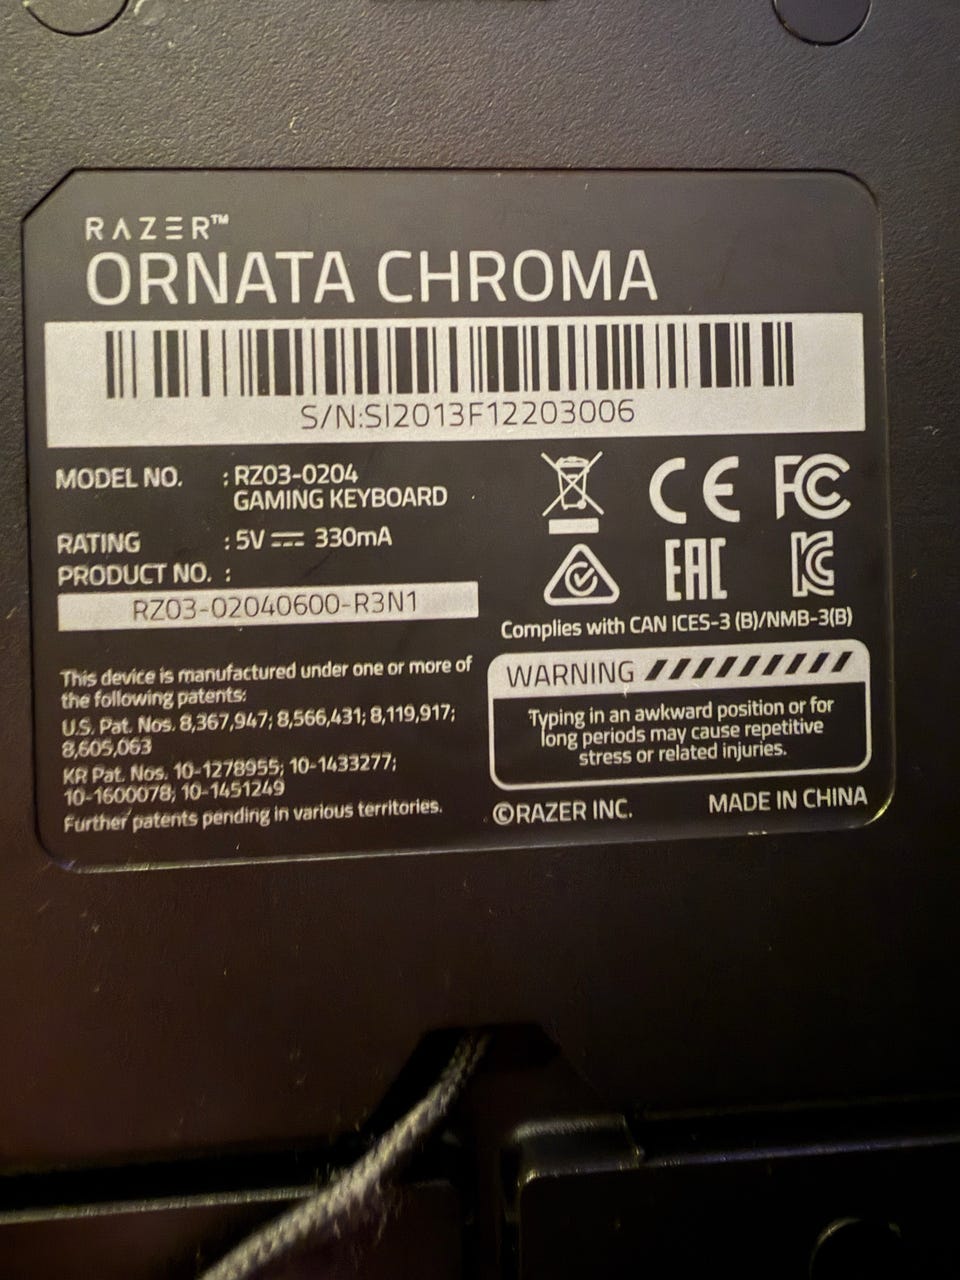 RAZER™
ORNATA CHROMA
S/N:SI2013F12203006
MODEL NO. : RZ03-0204
GAMING KEYBOARD
RATING : 5V ⎓ 330mA
PRODUCT NO. :
RZ03-02040600-R3N1
This device is manufactured under one or more of
the following patents:
U.S. Pat. Nos. 8,367,947; 8,566,431; 8,119,917;
8,605,063
KR Pat. Nos. 10-1278955; 10-1433277;
10-1600078; 10-1451249
Further patents pending in various territories.
CE FC
EAC KC
Complies with CAN ICES-3 (B)/NMB-3(B)
WARNING
Typing in an awkward position or for
long periods may cause repetitive
stress or related injuries.
©RAZER INC. MADE IN CHINA